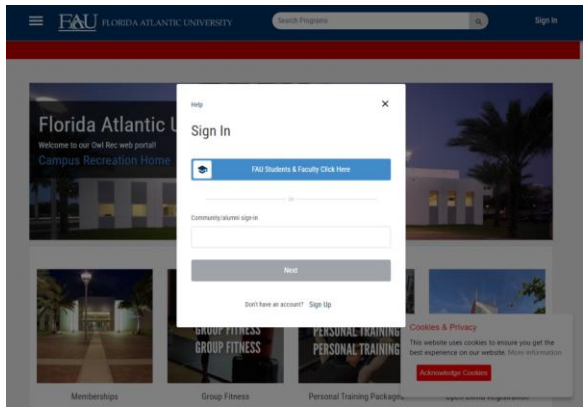 FAU FLORIDA ATLANTIC UNIVERSITY
Search Programs
Sign In
Florida Atlantic U
Welcome to our Owl Rec web portal!
Campus Recreation Home
Help
Sign In
FAU Students & Faculty Click Here
or
Community/alumni sign-in
Next
Don't have an account? Sign Up
GROUP FITNESS
GROUP FITNESS
PERSONAL TRAINING
PERSONAL TRAINING
Cookies & Privacy
This website uses cookies to ensure you get the
best experience on our website. More information
Acknowledge Cookies
Memberships
Group Fitness
Personal Training Packages